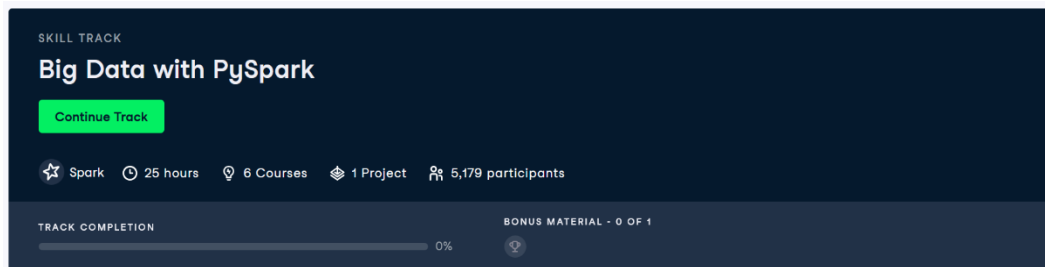 SKILL TRACK
Big Data with PySpark
Continue Track
Spark 25 hours 6 Courses 1 Project 5,179 participants
TRACK COMPLETION
0%
BONUS MATERIAL - 0 OF 1